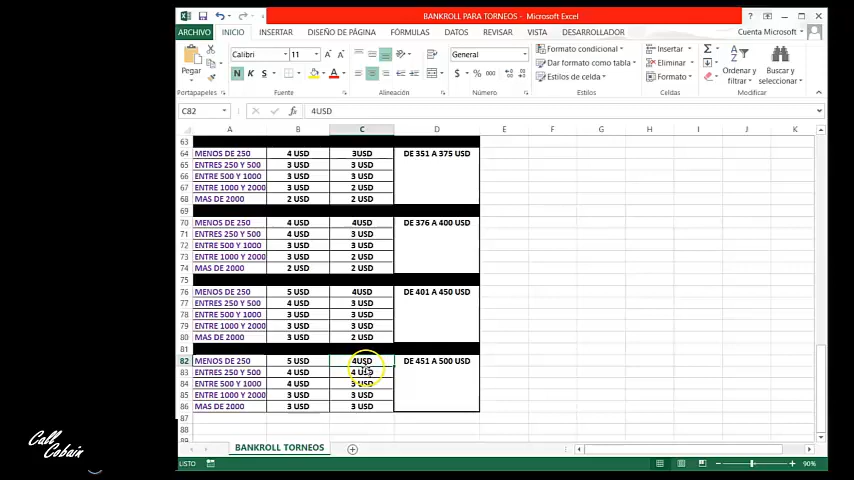 BANKROLL PARA TORNEOS - Microsoft Excel
ARCHIVO INICIO INSERTAR DISEÑO DE PÁGINA FÓRMULAS DATOS REVISAR VISTA DESARROLLADOR Cuenta Microsoft
Pegar
Calibri 11
N K S
General
$ % 000
Formato condicional
Dar formato como tabla
Estilos de celda
Insertar
Eliminar
Formato
Ordenar y filtrar
Buscar y seleccionar
Portapapeles Fuente Alineación Número Estilos Celdas Modificar
C82 fx 4USD
A B C D E F G H I J K
63
64 MENOS DE 250 4 USD 3USD DE 351 A 375 USD
65 ENTRES 250 Y 500 3 USD 3 USD
66 ENTRE 500 Y 1000 3 USD 3 USD
67 ENTRE 1000 Y 2000 3 USD 2 USD
68 MAS DE 2000 2 USD 2 USD
69
70 MENOS DE 250 4 USD 4USD DE 376 A 400 USD
71 ENTRES 250 Y 500 4 USD 3 USD
72 ENTRE 500 Y 1000 3 USD 3 USD
73 ENTRE 1000 Y 2000 3 USD 2 USD
74 MAS DE 2000 2 USD 2 USD
75
76 MENOS DE 250 5 USD 4USD DE 401 A 450 USD
77 ENTRES 250 Y 500 4 USD 3 USD
78 ENTRE 500 Y 1000 3 USD 3 USD
79 ENTRE 1000 Y 2000 3 USD 3 USD
80 MAS DE 2000 3 USD 2 USD
81
82 MENOS DE 250 5 USD 4USD DE 451 A 500 USD
83 ENTRES 250 Y 500 4 USD 4 USD
84 ENTRE 500 Y 1000 4 USD 3 USD
85 ENTRE 1000 Y 2000 3 USD 3 USD
86 MAS DE 2000 3 USD 3 USD
87
88
89
BANKROLL TORNEOS
LISTO 90%
Call
Cobain